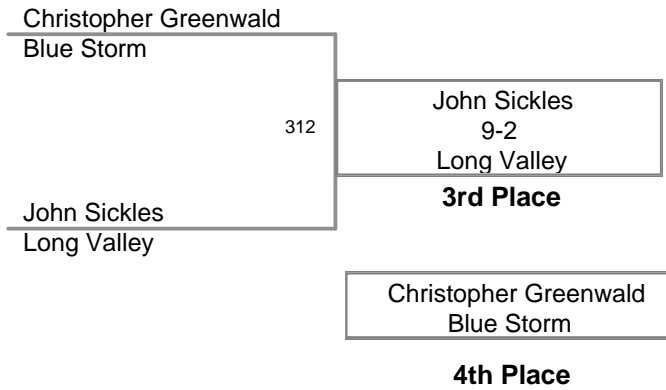 Christopher Greenwald
Blue Storm
312
John Sickles
9-2
Long Valley
3rd Place
John Sickles
Long Valley
Christopher Greenwald
Blue Storm
4th Place